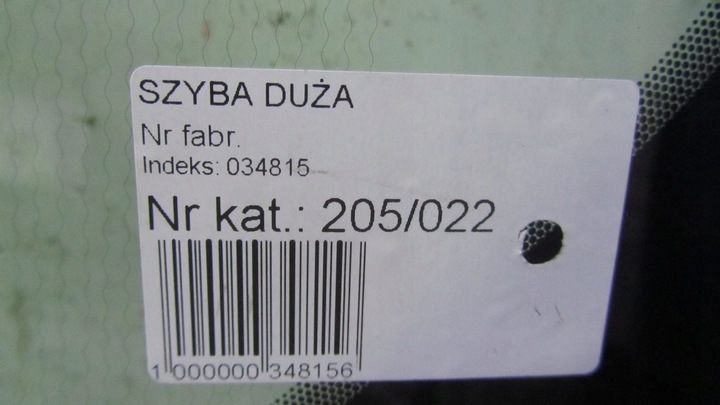 SZYBA DUŻA
Nr fabr.
Indeks: 034815
Nr kat.: 205/022
1 000000 348156